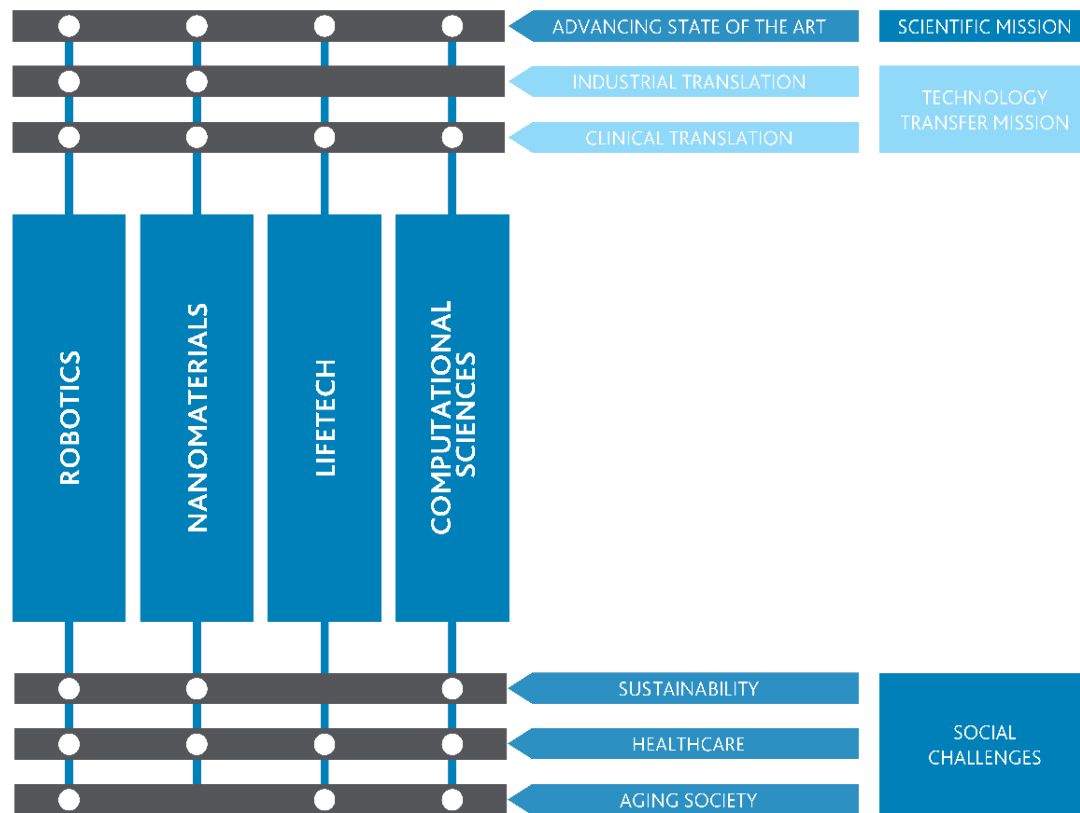 ADVANCING STATE OF THE ART
SCIENTIFIC MISSION
INDUSTRIAL TRANSLATION
TECHNOLOGY
TRANSFER MISSION
CLINICAL TRANSLATION
ROBOTICS
NANOMATERIALS
LIFETECH
COMPUTATIONAL
SCIENCES
SUSTAINABILITY
HEALTHCARE
SOCIAL
CHALLENGES
AGING SOCIETY